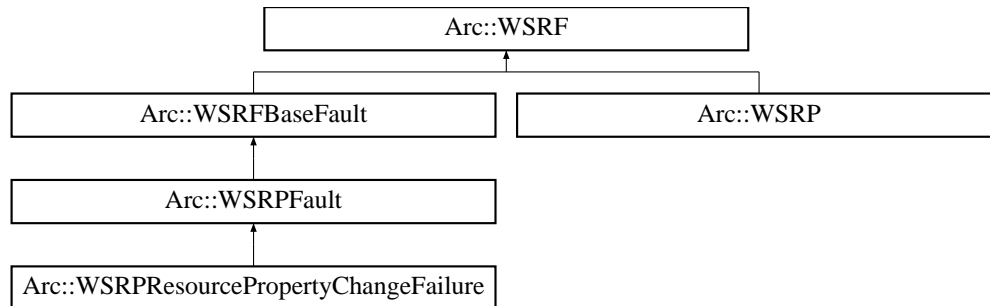 Arc::WSRF
Arc::WSRFBaseFault
Arc::WSRP
Arc::WSRPFault
Arc::WSRPResourcePropertyChangeFailure